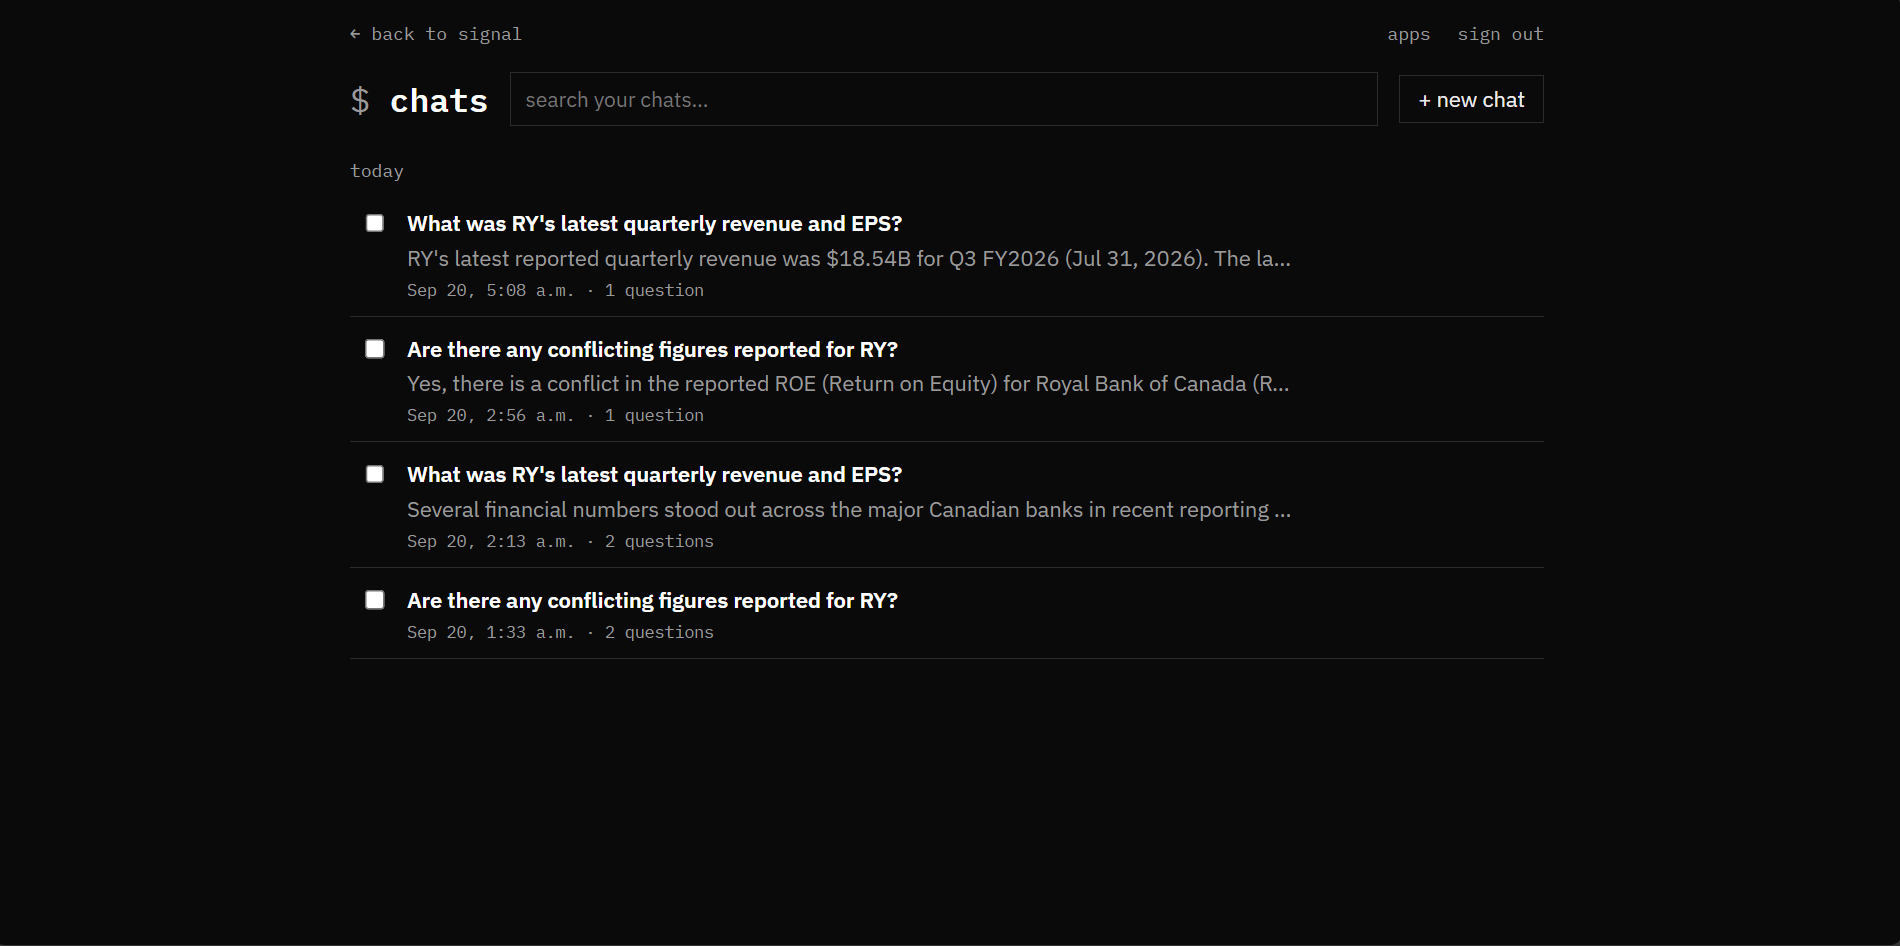 ← back to signal
apps sign out
$ chats
search your chats...
+ new chat
today
What was RY's latest quarterly revenue and EPS?
RY's latest reported quarterly revenue was $18.54B for Q3 FY2026 (Jul 31, 2026). The la...
Sep 20, 5:08 a.m. · 1 question
Are there any conflicting figures reported for RY?
Yes, there is a conflict in the reported ROE (Return on Equity) for Royal Bank of Canada (R...
Sep 20, 2:56 a.m. · 1 question
What was RY's latest quarterly revenue and EPS?
Several financial numbers stood out across the major Canadian banks in recent reporting ...
Sep 20, 2:13 a.m. · 2 questions
Are there any conflicting figures reported for RY?
Sep 20, 1:33 a.m. · 2 questions